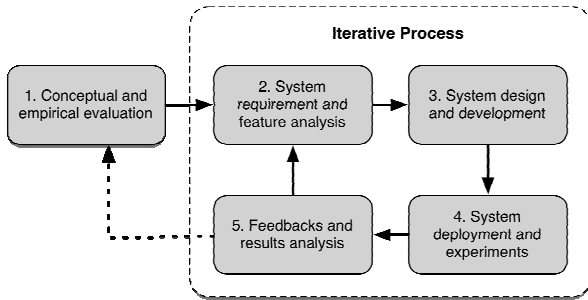 Iterative Process
1. Conceptual and
empirical evaluation
2. System
requirement and
feature analysis
3. System design
and development
4. System
deployment and
experiments
5. Feedbacks and
results analysis